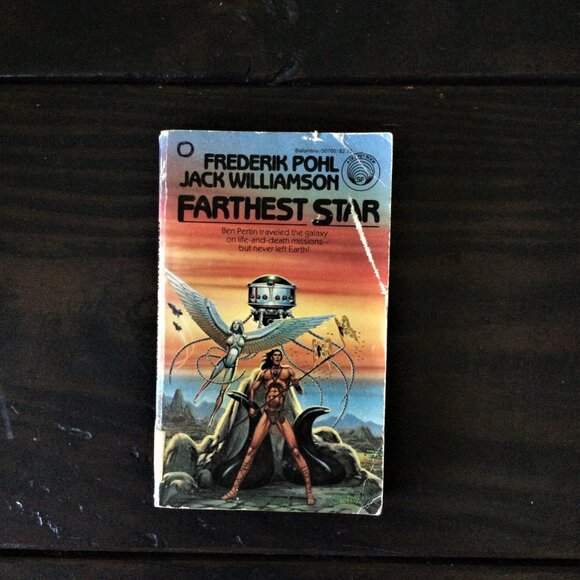 FREDERIK POHL
JACK WILLIAMSON
FARTHEST STAR
Ben Pertin traveled the galaxy
on life-and-death missions—
but never left Earth!
SF